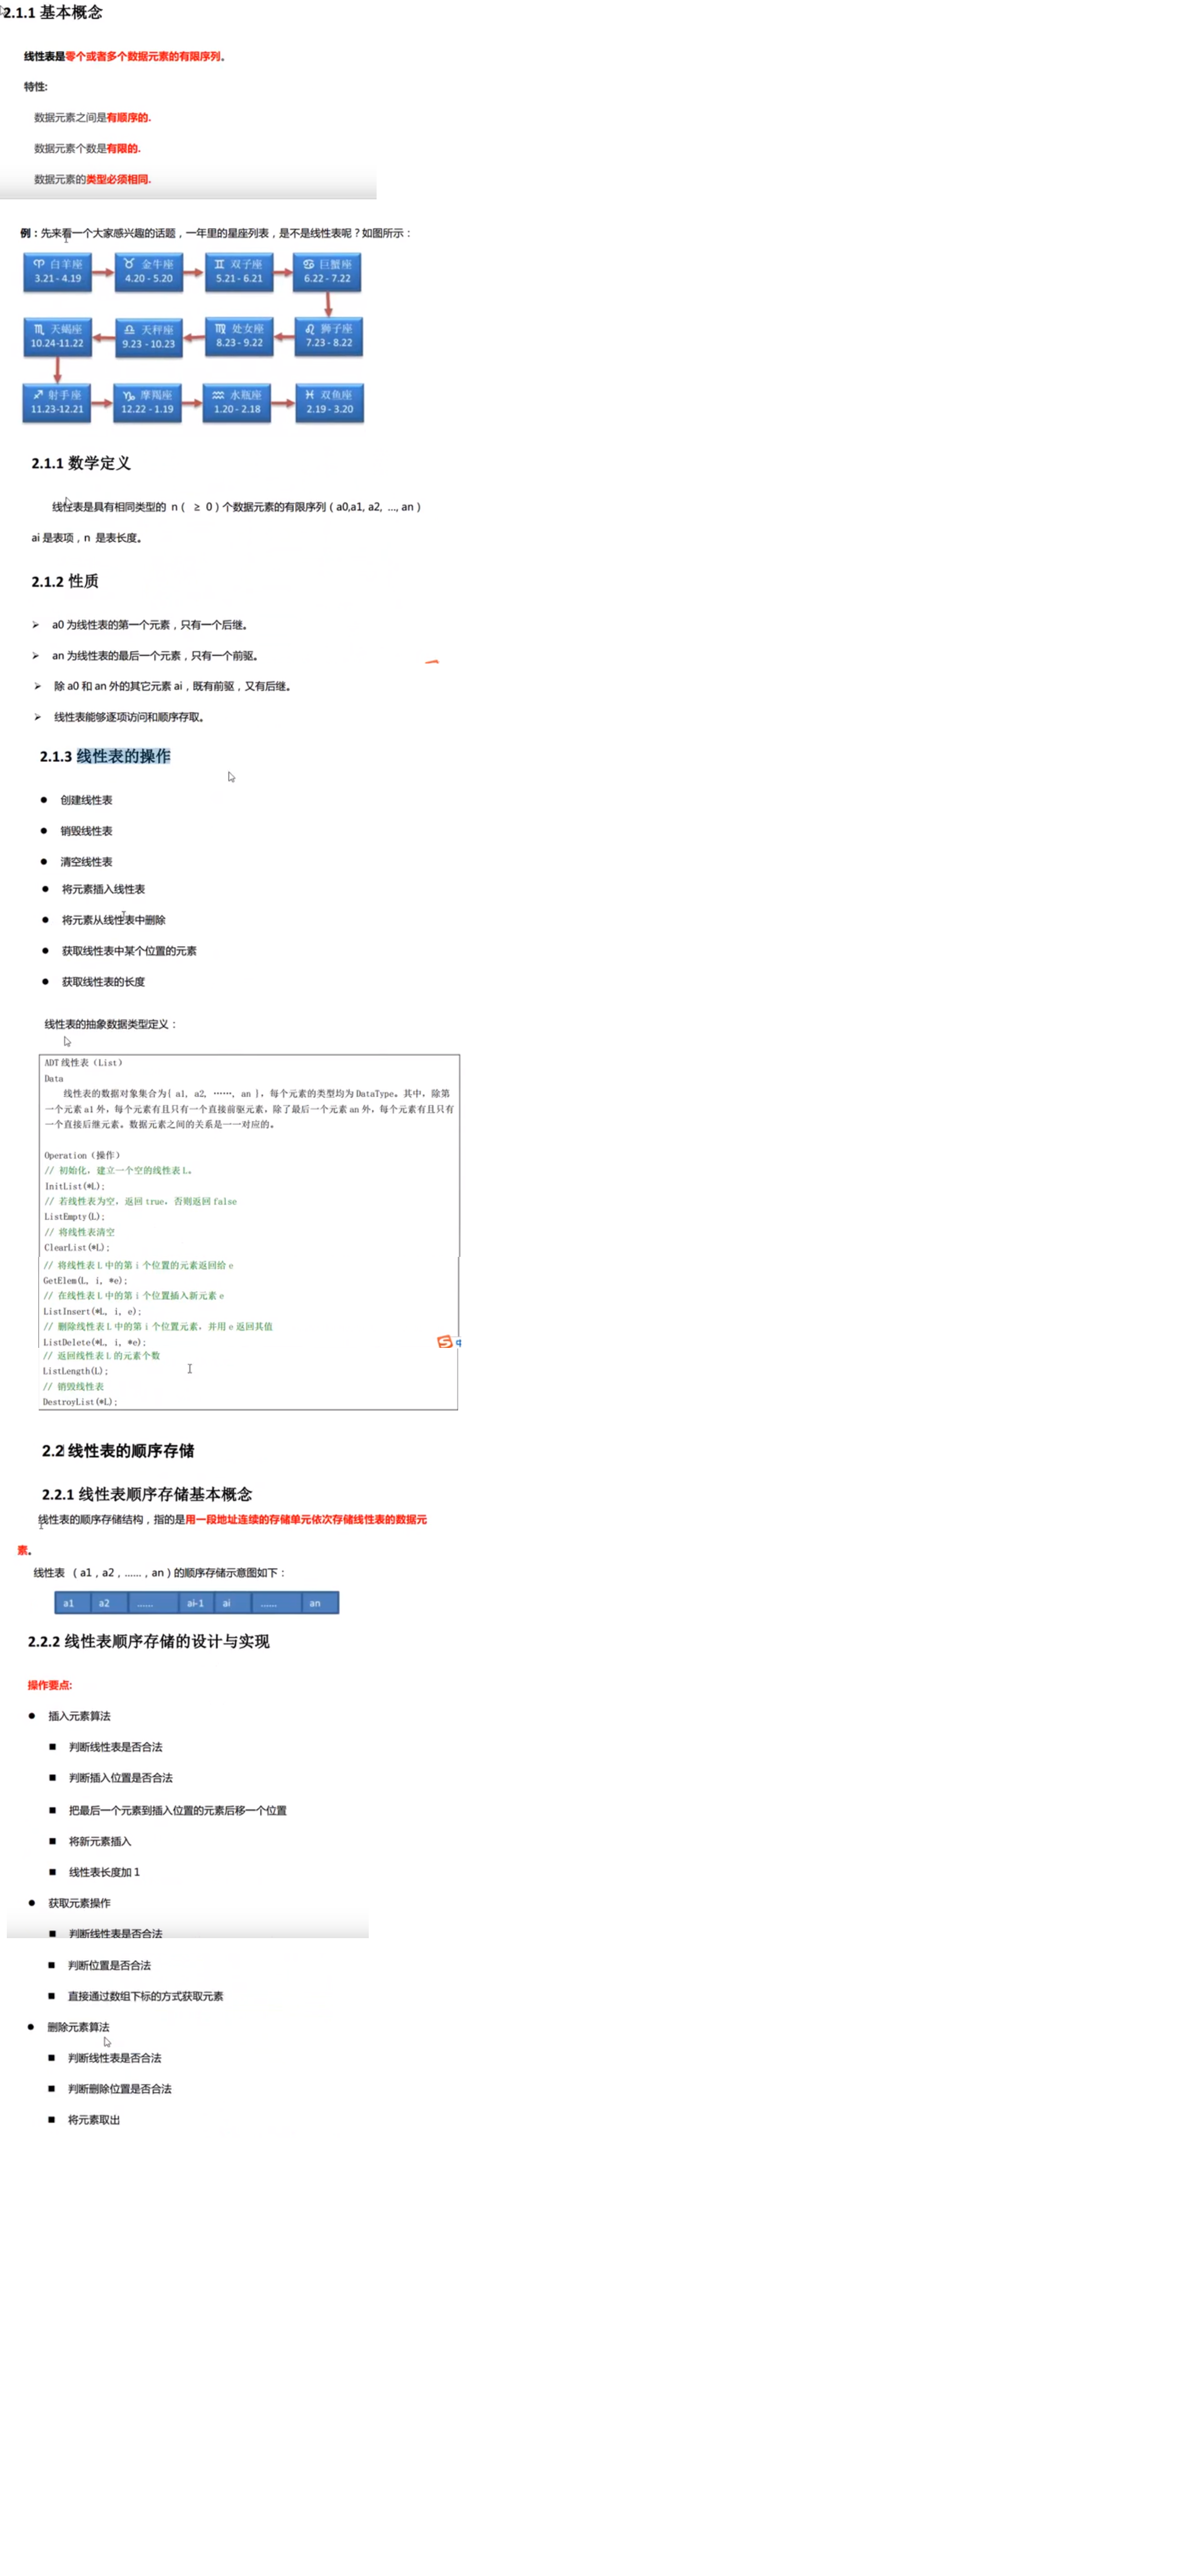 2.1.1 基本概念
线性表是零个或者多个数据元素的有限序列。
特性:
数据元素之间是有顺序的.
数据元素个数是有限的.
数据元素的类型必须相同.
例：先来看一个大家感兴趣的话题，一年里的星座列表，是不是线性表呢？如图所示：
♈ 白羊座 ♉ 金牛座 ♊ 双子座 ♋ 巨蟹座
3.21 - 4.19 4.20 - 5.20 5.21 - 6.21 6.22 - 7.22
♏ 天蝎座 ♎ 天秤座 ♍ 处女座 ♌ 狮子座
10.24-11.22 9.23 - 10.23 8.23 - 9.22 7.23 - 8.22
♐ 射手座 ♑ 摩羯座 ♒ 水瓶座 ♓ 双鱼座
11.23-12.21 12.22 - 1.19 1.20 - 2.18 2.19 - 3.20
2.1.1 数学定义
线性表是具有相同类型的 n（ ≥ 0）个数据元素的有限序列（a0,a1, a2, …, an）
ai 是表项，n 是表长度。
2.1.2 性质
➢ a0 为线性表的第一个元素，只有一个后继。
➢ an 为线性表的最后一个元素，只有一个前驱。
➢ 除 a0 和 an 外的其它元素 ai，既有前驱，又有后继。
➢ 线性表能够逐项访问和顺序存取。
2.1.3 线性表的操作
● 创建线性表
● 销毁线性表
● 清空线性表
● 将元素插入线性表
● 将元素从线性表中删除
● 获取线性表中某个位置的元素
● 获取线性表的长度
线性表的抽象数据类型定义：
ADT 线性表（List）
Data
线性表的数据对象集合为{ a1, a2, ……, an }，每个元素的类型均为 DataType。其中，除第
一个元素 a1 外，每个元素有且只有一个直接前驱元素，除了最后一个元素 an 外，每个元素有且只有
一个直接后继元素。数据元素之间的关系是一一对应的。
Operation（操作）
// 初始化，建立一个空的线性表 L。
InitList(*L);
// 若线性表为空，返回 true，否则返回 false
ListEmpty(L);
// 将线性表清空
ClearList(*L);
// 将线性表 L 中的第 i 个位置的元素返回给 e
GetElem(L, i, *e);
// 在线性表 L 中的第 i 个位置插入新元素 e
ListInsert(*L, i, e);
// 删除线性表 L 中的第 i 个位置元素，并用 e 返回其值
ListDelete(*L, i, *e);
// 返回线性表 L 的元素个数
ListLength(L);
// 销毁线性表
DestroyList(*L);
2.2 线性表的顺序存储
2.2.1 线性表顺序存储基本概念
线性表的顺序存储结构，指的是用一段地址连续的存储单元依次存储线性表的数据元
素。
线性表 （a1，a2，……，an）的顺序存储示意图如下：
a1 a2 …… ai-1 ai …… an
2.2.2 线性表顺序存储的设计与实现
操作要点:
● 插入元素算法
■ 判断线性表是否合法
■ 判断插入位置是否合法
■ 把最后一个元素到插入位置的元素后移一个位置
■ 将新元素插入
■ 线性表长度加 1
● 获取元素操作
■ 判断线性表是否合法
■ 判断位置是否合法
■ 直接通过数组下标的方式获取元素
● 删除元素算法
■ 判断线性表是否合法
■ 判断删除位置是否合法
■ 将元素取出